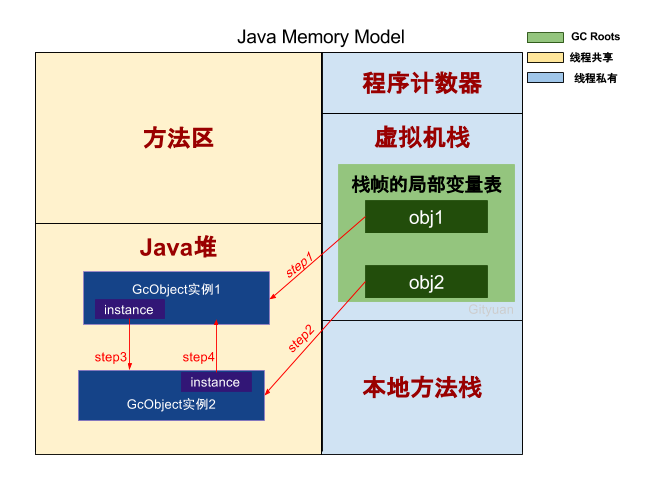 Java Memory Model
GC Roots
线程共享
线程私有
方法区
程序计数器
虚拟机栈
栈帧的局部变量表
obj1
obj2
Gityuan
Java堆
step1
GcObject实例1
instance
step2
step3
step4
instance
GcObject实例2
本地方法栈